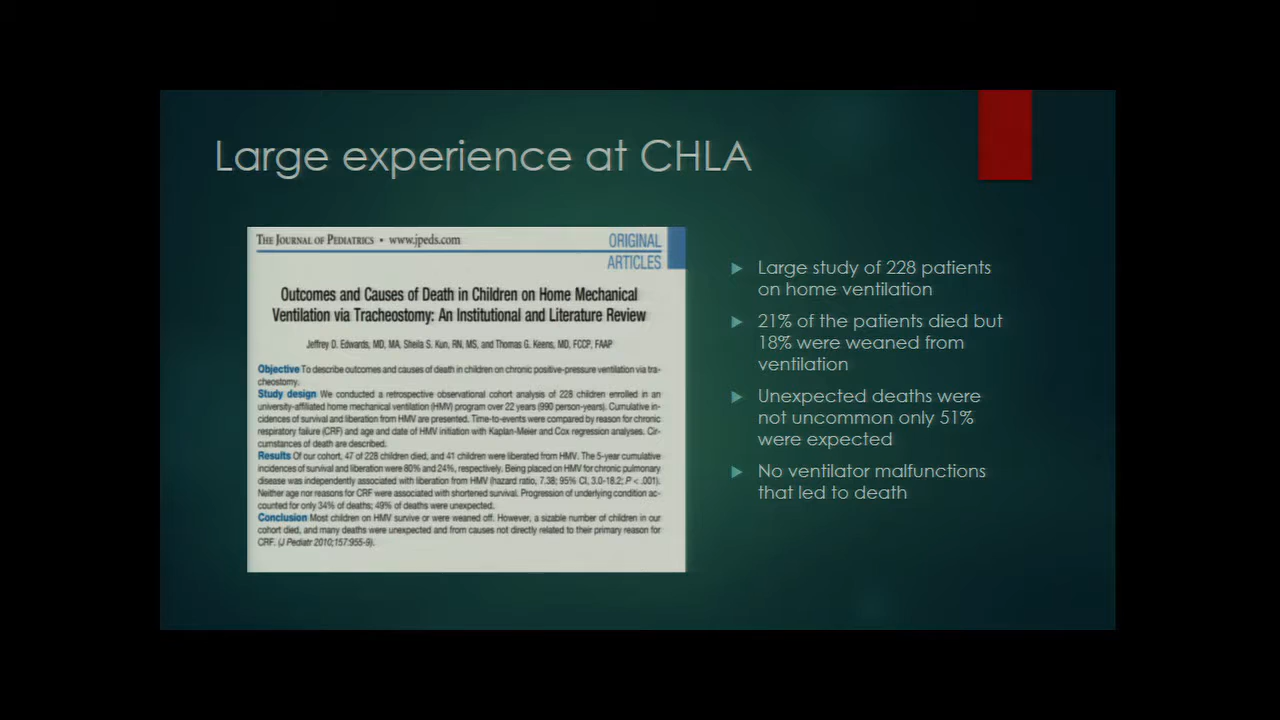 Large experience at CHLA
THE JOURNAL OF PEDIATRICS • www.jpeds.com
ORIGINAL
ARTICLES
Outcomes and Causes of Death in Children on Home Mechanical
Ventilation via Tracheostomy: An Institutional and Literature Review
Jeffrey D. Edwards, MD, MA, Sheila S. Kun, RN, MS, and Thomas G. Keens, MD, FCCP, FAAP
Objective To describe outcomes and causes of death in children on chronic positive-pressure ventilation via tra-
cheostomy.
Study design We conducted a retrospective observational cohort analysis of 228 children enrolled in an
university-affiliated home mechanical ventilation (HMV) program over 22 years (990 person-years). Cumulative in-
cidences of survival and liberation from HMV are presented. Time-to-events were compared by reason for chronic
respiratory failure (CRF) and age and date of HMV initiation with Kaplan-Meier and Cox regression analyses. Cir-
cumstances of death are described.
Results Of our cohort, 47 of 228 children died, and 41 children were liberated from HMV. The 5-year cumulative
incidences of survival and liberation were 80% and 24%, respectively. Being placed on HMV for chronic pulmonary
disease was independently associated with liberation from HMV (hazard ratio, 7.38; 95% CI, 3.0-18.2; P < .001).
Neither age nor reasons for CRF were associated with shortened survival. Progression of underlying condition ac-
counted for only 34% of deaths; 49% of deaths were unexpected.
Conclusion Most children on HMV survive or were weaned off. However, a sizable number of children in our
cohort died, and many deaths were unexpected and from causes not directly related to their primary reason for
CRF. (J Pediatr 2010;157:955-9).
Large study of 228 patients
on home ventilation
21% of the patients died but
18% were weaned from
ventilation
Unexpected deaths were
not uncommon only 51%
were expected
No ventilator malfunctions
that led to death